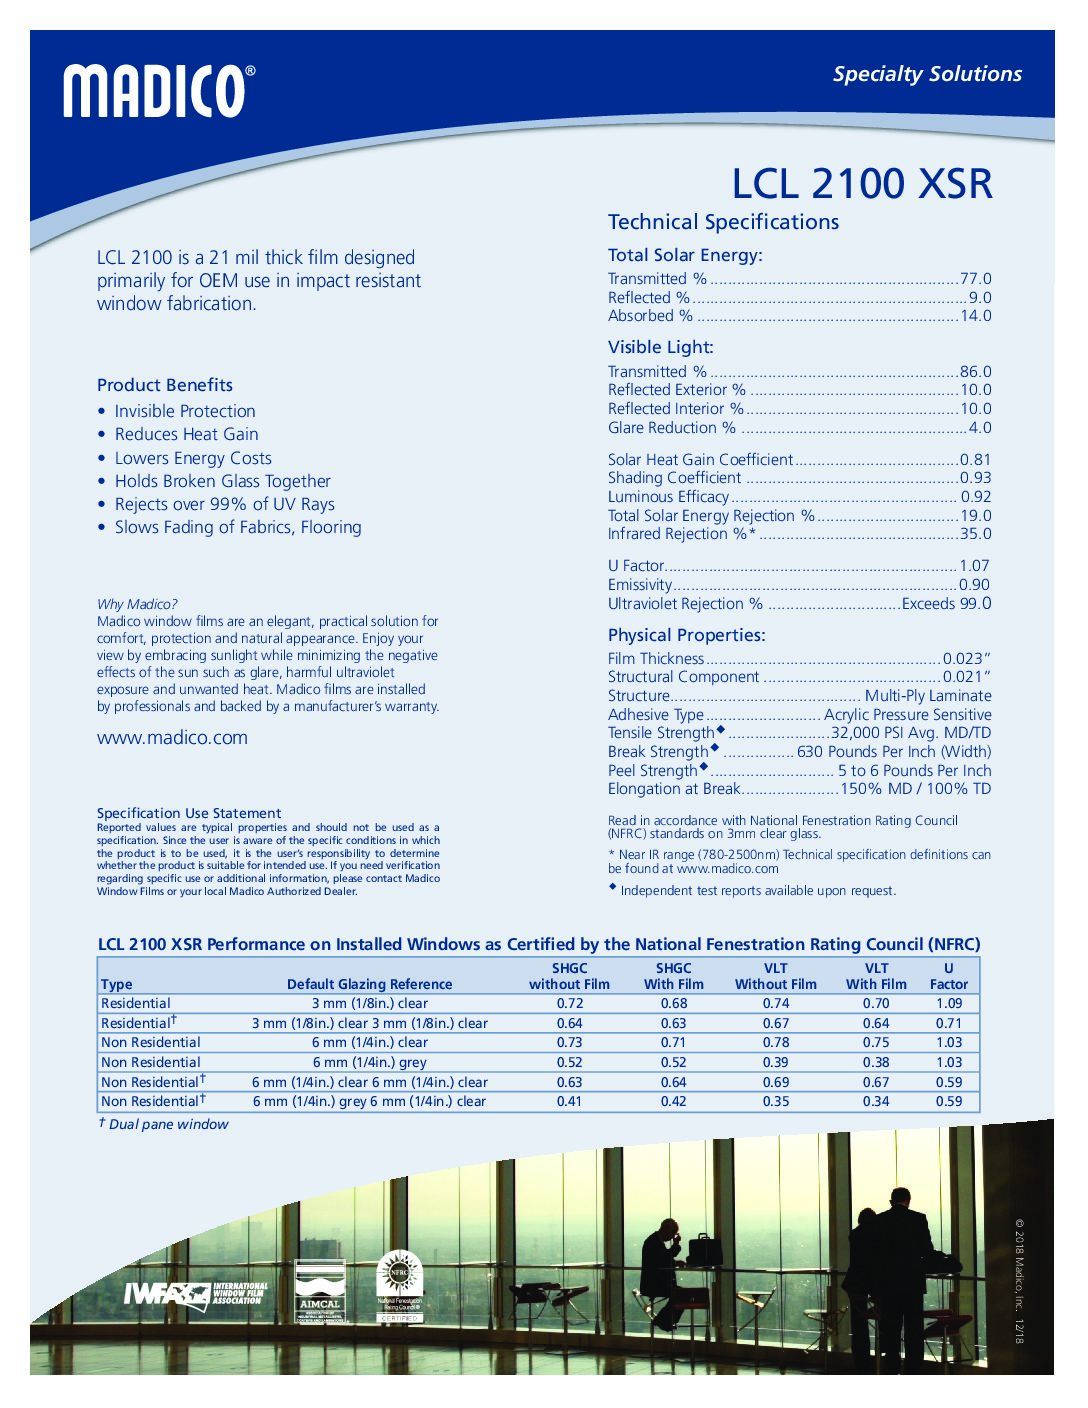 MADICO®
Specialty Solutions
LCL 2100 XSR
LCL 2100 is a 21 mil thick film designed
primarily for OEM use in impact resistant
window fabrication.
Product Benefits
• Invisible Protection
• Reduces Heat Gain
• Lowers Energy Costs
• Holds Broken Glass Together
• Rejects over 99% of UV Rays
• Slows Fading of Fabrics, Flooring
Why Madico?
Madico window films are an elegant, practical solution for
comfort, protection and natural appearance. Enjoy your
view by embracing sunlight while minimizing the negative
effects of the sun such as glare, harmful ultraviolet
exposure and unwanted heat. Madico films are installed
by professionals and backed by a manufacturer's warranty.
www.madico.com
Specification Use Statement
Reported values are typical properties and should not be used as a
specification. Since the user is aware of the specific conditions in which
the product is to be used, it is the user's responsibility to determine
whether the product is suitable for intended use. If you need verification
regarding specific use or additional information, please contact Madico
Window Films or your local Madico Authorized Dealer.
Technical Specifications
Total Solar Energy:
Transmitted % ........................................................ 77.0
Reflected % .............................................................. 9.0
Absorbed % ........................................................... 14.0
Visible Light:
Transmitted % ........................................................ 86.0
Reflected Exterior % ............................................... 10.0
Reflected Interior % ................................................ 10.0
Glare Reduction % ................................................... 4.0
Solar Heat Gain Coefficient ..................................... 0.81
Shading Coefficient ................................................ 0.93
Luminous Efficacy ................................................... 0.92
Total Solar Energy Rejection % ................................ 19.0
Infrared Rejection %* ............................................. 35.0
U Factor.................................................................. 1.07
Emissivity................................................................ 0.90
Ultraviolet Rejection % .............................. Exceeds 99.0
Physical Properties:
Film Thickness ..................................................... 0.023”
Structural Component ........................................ 0.021”
Structure........................................... Multi-Ply Laminate
Adhesive Type .......................... Acrylic Pressure Sensitive
Tensile Strength◆ ....................... 32,000 PSI Avg. MD/TD
Break Strength◆ ................ 630 Pounds Per Inch (Width)
Peel Strength◆ ............................ 5 to 6 Pounds Per Inch
Elongation at Break...................... 150% MD / 100% TD
Read in accordance with National Fenestration Rating Council
(NFRC) standards on 3mm clear glass.
* Near IR range (780-2500nm) Technical specification definitions can
be found at www.madico.com
◆ Independent test reports available upon request.
LCL 2100 XSR Performance on Installed Windows as Certified by the National Fenestration Rating Council (NFRC)
SHGC SHGC VLT VLT U
Type Default Glazing Reference without Film With Film Without Film With Film Factor
Residential 3 mm (1/8in.) clear 0.72 0.68 0.74 0.70 1.09
Residential† 3 mm (1/8in.) clear 3 mm (1/8in.) clear 0.64 0.63 0.67 0.64 0.71
Non Residential 6 mm (1/4in.) clear 0.73 0.71 0.78 0.75 1.03
Non Residential 6 mm (1/4in.) grey 0.52 0.52 0.39 0.38 1.03
Non Residential† 6 mm (1/4in.) clear 6 mm (1/4in.) clear 0.63 0.64 0.69 0.67 0.59
Non Residential† 6 mm (1/4in.) grey 6 mm (1/4in.) clear 0.41 0.42 0.35 0.34 0.59
† Dual pane window
IWFA
INTERNATIONAL
WINDOW FILM
ASSOCIATION
AIMCAL
NFRC
National Fenestration
Rating Council®
CERTIFIED
© 2018 Madico, Inc. 12/18